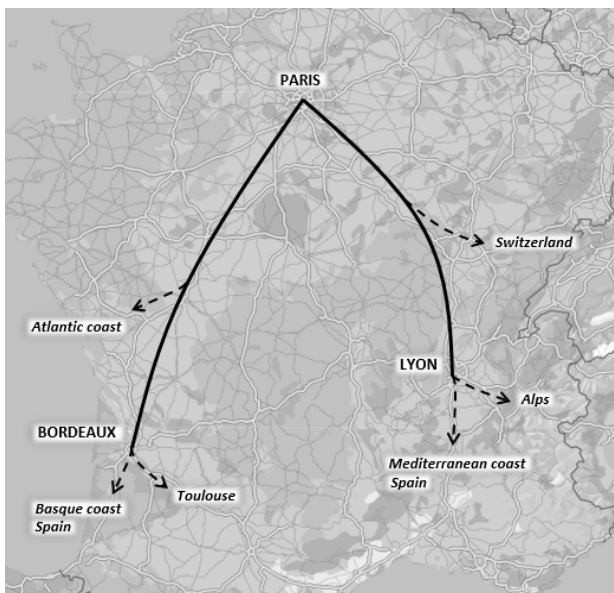 PARIS
Switzerland
Atlantic coast
LYON
Alps
BORDEAUX
Mediterranean coast
Spain
Toulouse
Basque coast
Spain